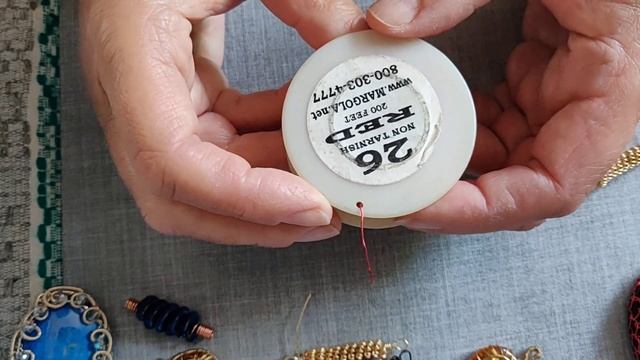 26
NON TARNISH
RED
200 FEET
www.MARGOLA.net
800-303-4777